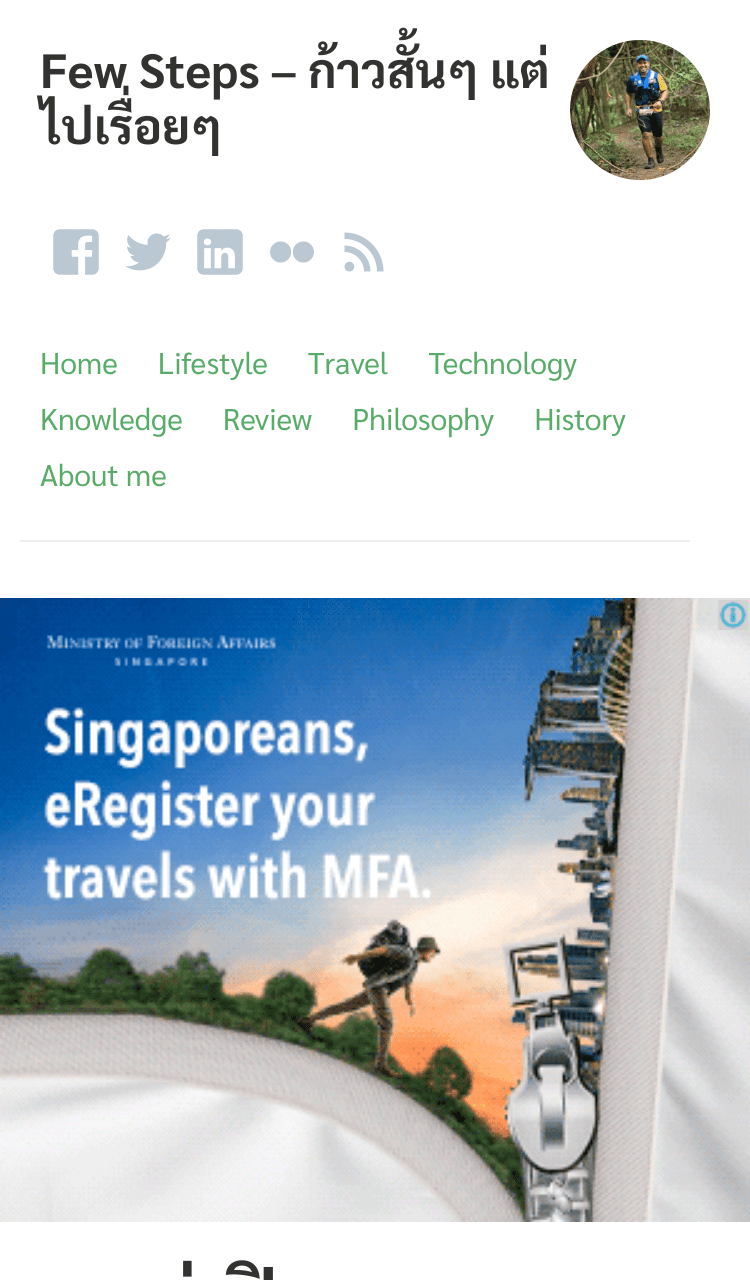 Few Steps – ก้าวสั้นๆ แต่
ไปเรื่อยๆ
Home Lifestyle Travel Technology
Knowledge Review Philosophy History
About me
MINISTRY OF FOREIGN AFFAIRS
SINGAPORE
Singaporeans,
eRegister your
travels with MFA.